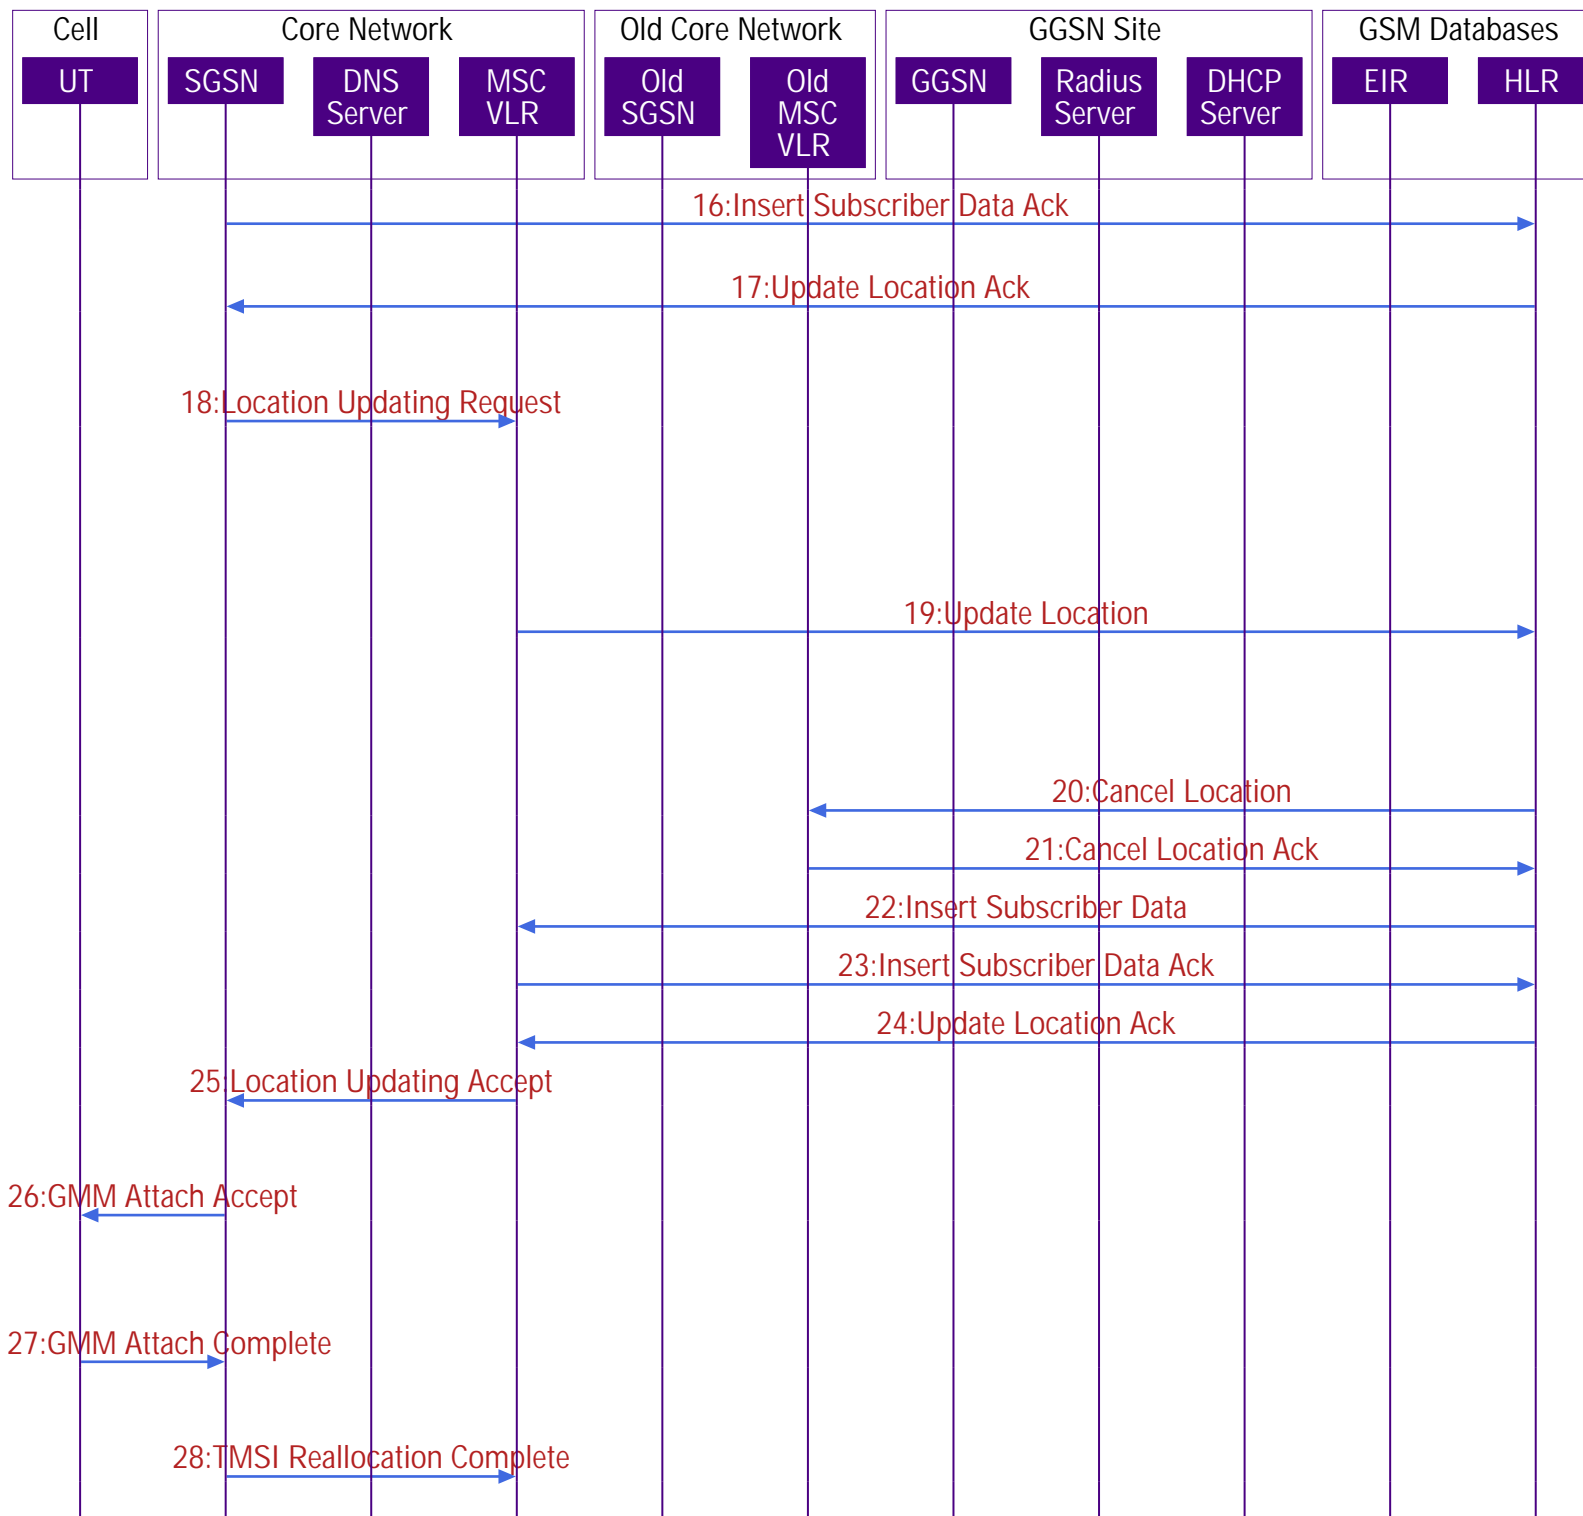 Cell
Core Network
Old Core Network
GGSN Site
GSM Databases
UT
SGSN
DNS
Server
MSC
VLR
Old
SGSN
Old
MSC
VLR
GGSN
Radius
Server
DHCP
Server
EIR
HLR
16:Insert Subscriber Data Ack
17:Update Location Ack
18:Location Updating Request
19:Update Location
20:Cancel Location
21:Cancel Location Ack
22:Insert Subscriber Data
23:Insert Subscriber Data Ack
24:Update Location Ack
25:Location Updating Accept
26:GMM Attach Accept
27:GMM Attach Complete
28:TMSI Reallocation Complete